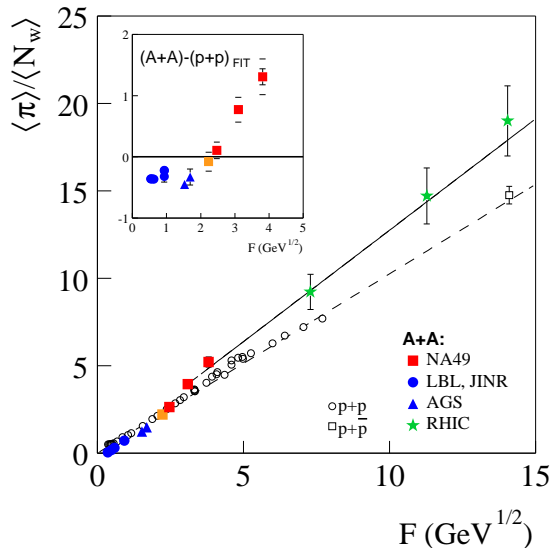 ⟨π⟩/⟨N_w⟩
25
20
15
10
5
0
2
1
0
-1
(A+A)-(p+p) FIT
0 1 2 3 4 5
F (GeV^1/2)
A+A:
NA49
LBL, JINR
AGS
RHIC
p+p
p+p̅
0 5 10 15
F (GeV^1/2)